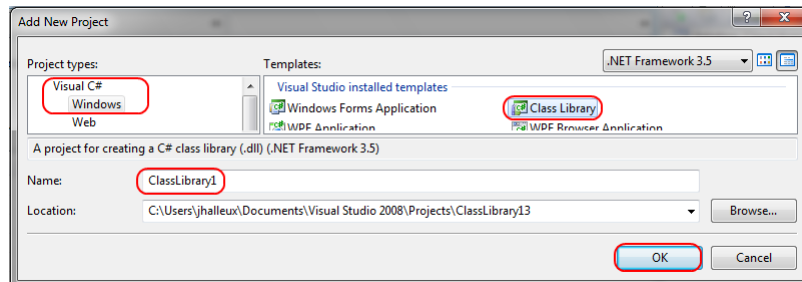 Add New Project
Project types:
Templates:
.NET Framework 3.5
Visual C#
Windows
Web
Visual Studio installed templates
Windows Forms Application
Class Library
WPF Application
WPF Browser Application
A project for creating a C# class library (.dll) (.NET Framework 3.5)
Name:
ClassLibrary1
Location:
C:\Users\jhalleux\Documents\Visual Studio 2008\Projects\ClassLibrary13
Browse...
OK
Cancel